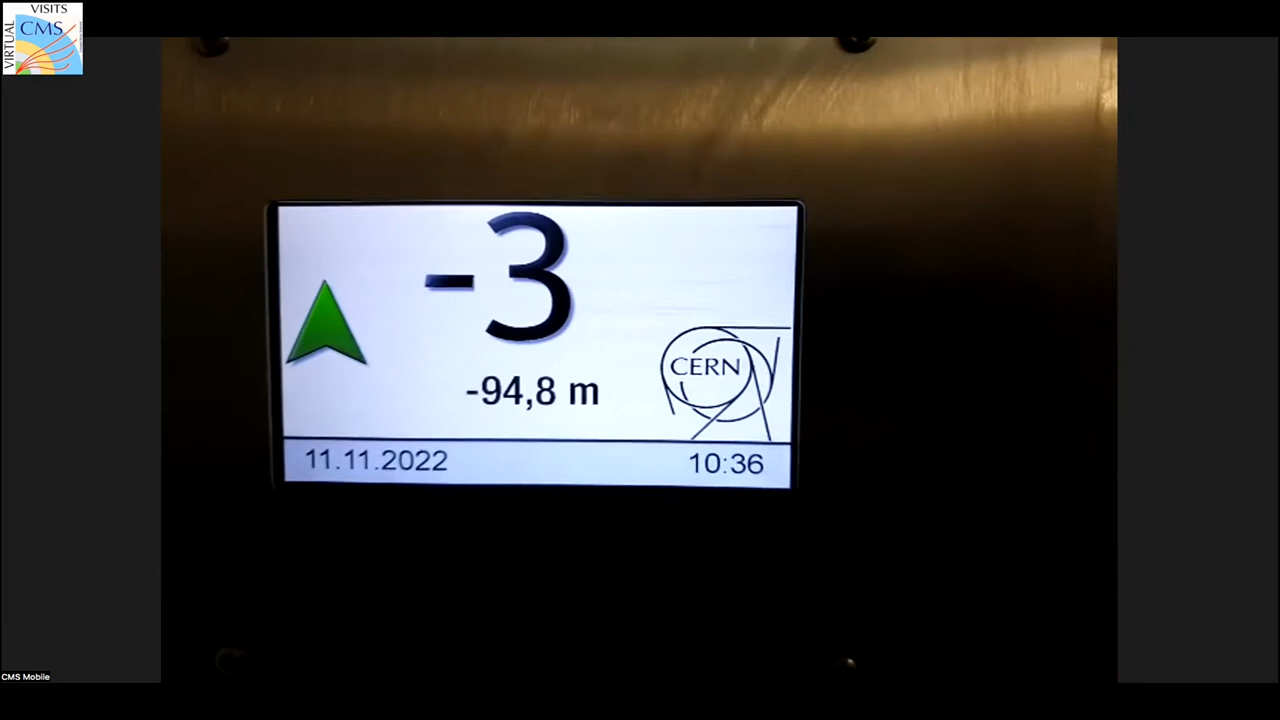 VISITS
CMS
VIRTUAL
-3
-94,8 m
CERN
11.11.2022
10:36
CMS Mobile